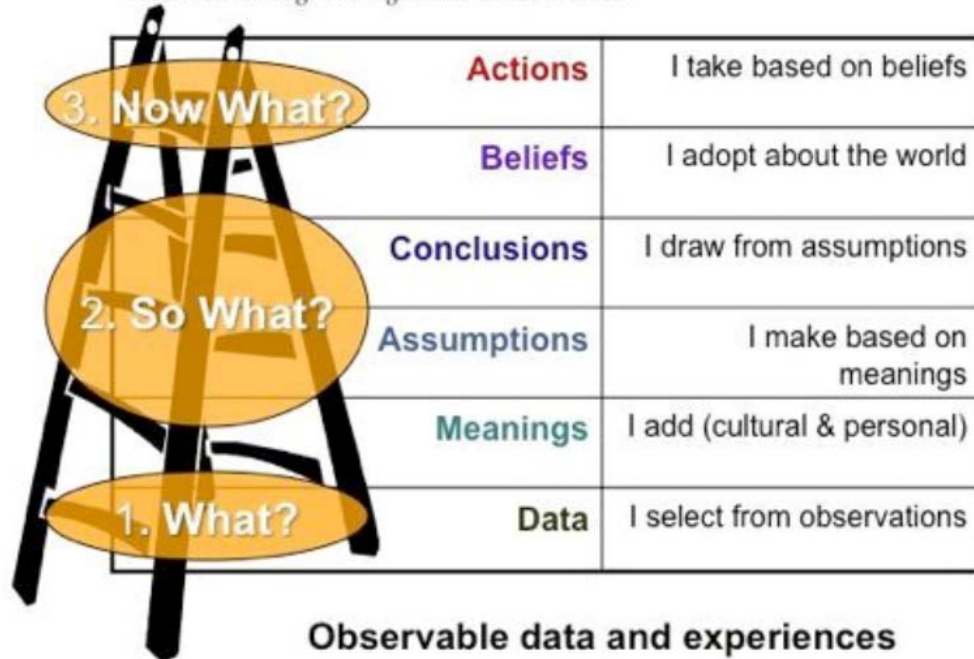 3. Now What?
Actions
I take based on beliefs
Beliefs
I adopt about the world
2. So What?
Conclusions
I draw from assumptions
Assumptions
I make based on
meanings
Meanings
I add (cultural & personal)
1. What?
Data
I select from observations
Observable data and experiences